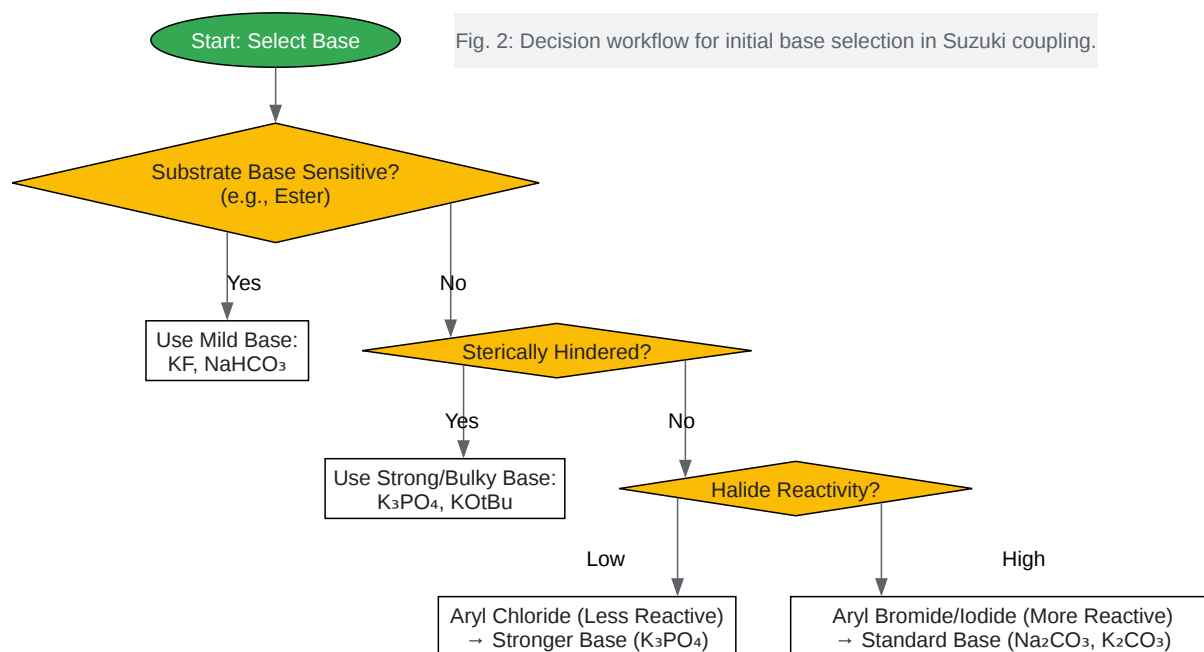 Start: Select Base
Fig. 2: Decision workflow for initial base selection in Suzuki coupling.
Substrate Base Sensitive?
(e.g., Ester)
Yes
No
Use Mild Base:
KF, NaHCO₃
Sterically Hindered?
Yes
No
Use Strong/Bulky Base:
K₃PO₄, KOtBu
Halide Reactivity?
Low
High
Aryl Chloride (Less Reactive)
→ Stronger Base (K₃PO₄)
Aryl Bromide/Iodide (More Reactive)
→ Standard Base (Na₂CO₃, K₂CO₃)